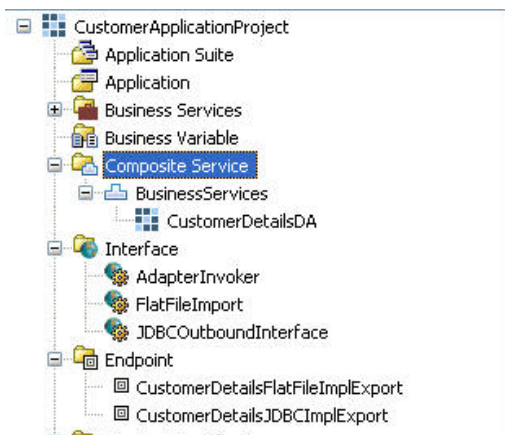 CustomerApplicationProject
Application Suite
Application
Business Services
Business Variable
Composite Service
BusinessServices
CustomerDetailsDA
Interface
AdapterInvoker
FlatFileImport
JDBCOutboundInterface
Endpoint
CustomerDetailsFlatFileImplExport
CustomerDetailsJDBCImplExport